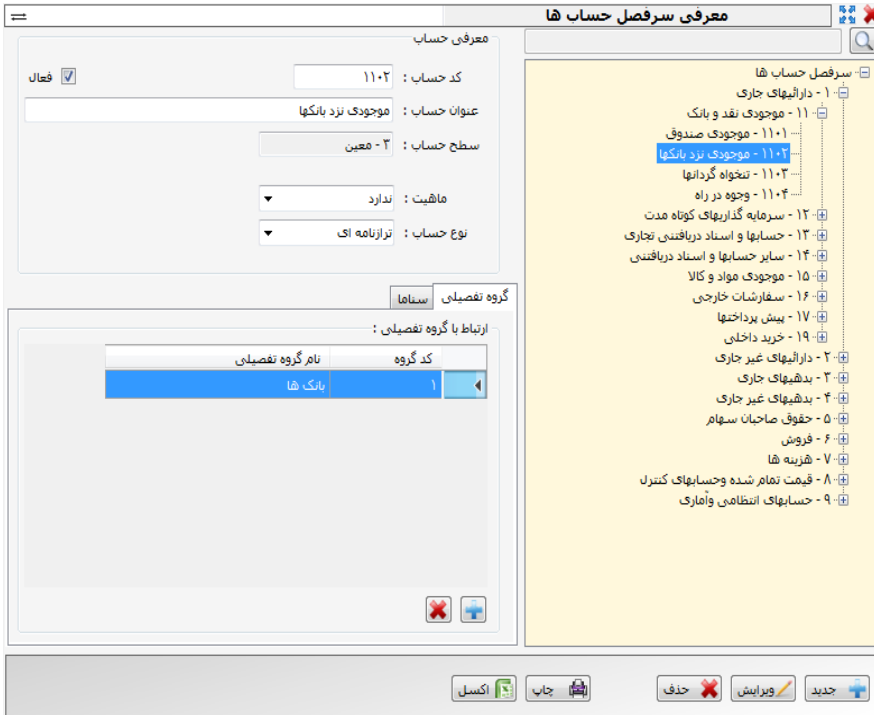 معرفی سرفصل حساب ها
سرفصل حساب ها
۱ - دارائیهای جاری
۱۱ - موجودی نقد و بانک
۱۱۰۱ - موجودی صندوق
۱۱۰۲ - موجودی نزد بانکها
۱۱۰۳ - تنخواه گردانها
۱۱۰۴ - وجوه در راه
۱۲ - سرمایه گذاریهای کوتاه مدت
۱۳ - حسابها و اسناد دریافتنی تجاری
۱۴ - سایر حسابها و اسناد دریافتنی
۱۵ - موجودی مواد و کالا
۱۶ - سفارشات خارجی
۱۷ - پیش پرداختها
۱۹ - خرید داخلی
۲ - دارائیهای غیر جاری
۳ - بدهیهای جاری
۴ - بدهیهای غیر جاری
۵ - حقوق صاحبان سهام
۶ - فروش
۷ - هزینه ها
۸ - قیمت تمام شده وحسابهای کنترل
۹ - حسابهای انتظامی وآماری
معرفی حساب
کد حساب : ۱۱۰۲ فعال
عنوان حساب : موجودی نزد بانکها
سطح حساب : ۳ - معین
ماهیت : ندارد
نوع حساب : ترازنامه ای
گروه تفصیلی سناما
ارتباط با گروه تفصیلی :
کد گروه نام گروه تفصیلی
۱ بانک ها
جدید ویرایش حذف چاپ اکسل